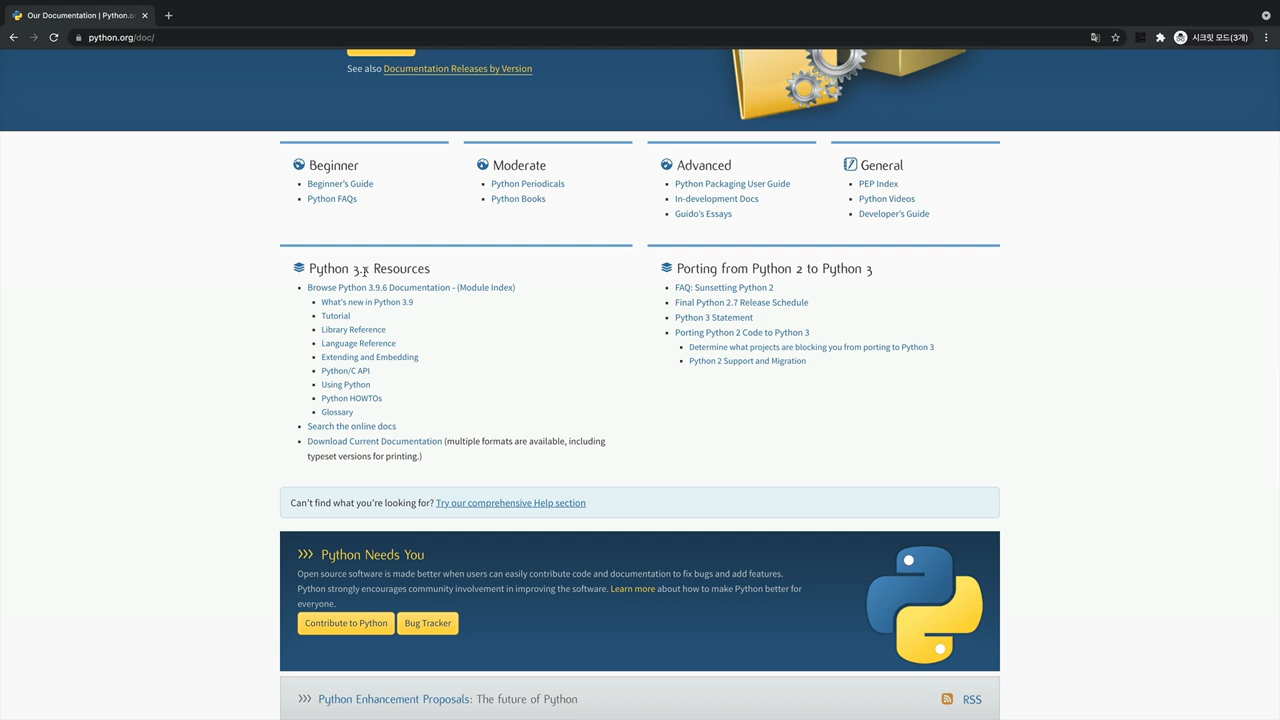 Our Documentation | Python.o
python.org/doc/
시크릿 모드(3개)
See also Documentation Releases by Version
Beginner
Beginner's Guide
Python FAQs
Moderate
Python Periodicals
Python Books
Advanced
Python Packaging User Guide
In-development Docs
Guido's Essays
General
PEP Index
Python Videos
Developer's Guide
Python 3.x Resources
Browse Python 3.9.6 Documentation - (Module Index)
What's new in Python 3.9
Tutorial
Library Reference
Language Reference
Extending and Embedding
Python/C API
Using Python
Python HOWTOs
Glossary
Search the online docs
Download Current Documentation (multiple formats are available, including
typeset versions for printing.)
Porting from Python 2 to Python 3
FAQ: Sunsetting Python 2
Final Python 2.7 Release Schedule
Python 3 Statement
Porting Python 2 Code to Python 3
Determine what projects are blocking you from porting to Python 3
Python 2 Support and Migration
Can't find what you're looking for? Try our comprehensive Help section
>>> Python Needs You
Open source software is made better when users can easily contribute code and documentation to fix bugs and add features.
Python strongly encourages community involvement in improving the software. Learn more about how to make Python better for
everyone.
Contribute to Python
Bug Tracker
>>> Python Enhancement Proposals: The future of Python
RSS